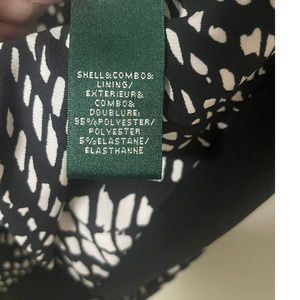 SHELL&COMBO&
LINING/
EXTERIEUR&
COMBO&
DOUBLURE:
95%POLYESTER/
POLYESTER
5%ELASTANE/
ELASTHANNE